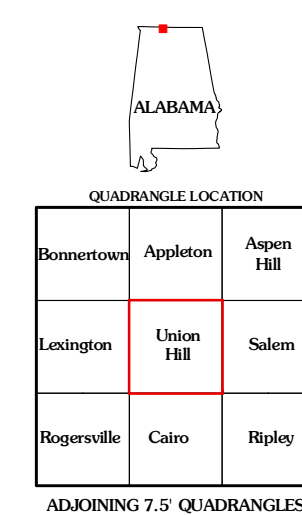 ALABAMA
QUADRANGLE LOCATION
Bonnertown Appleton Aspen
Hill
Lexington Union
Hill Salem
Rogersville Cairo Ripley
ADJOINING 7.5' QUADRANGLES